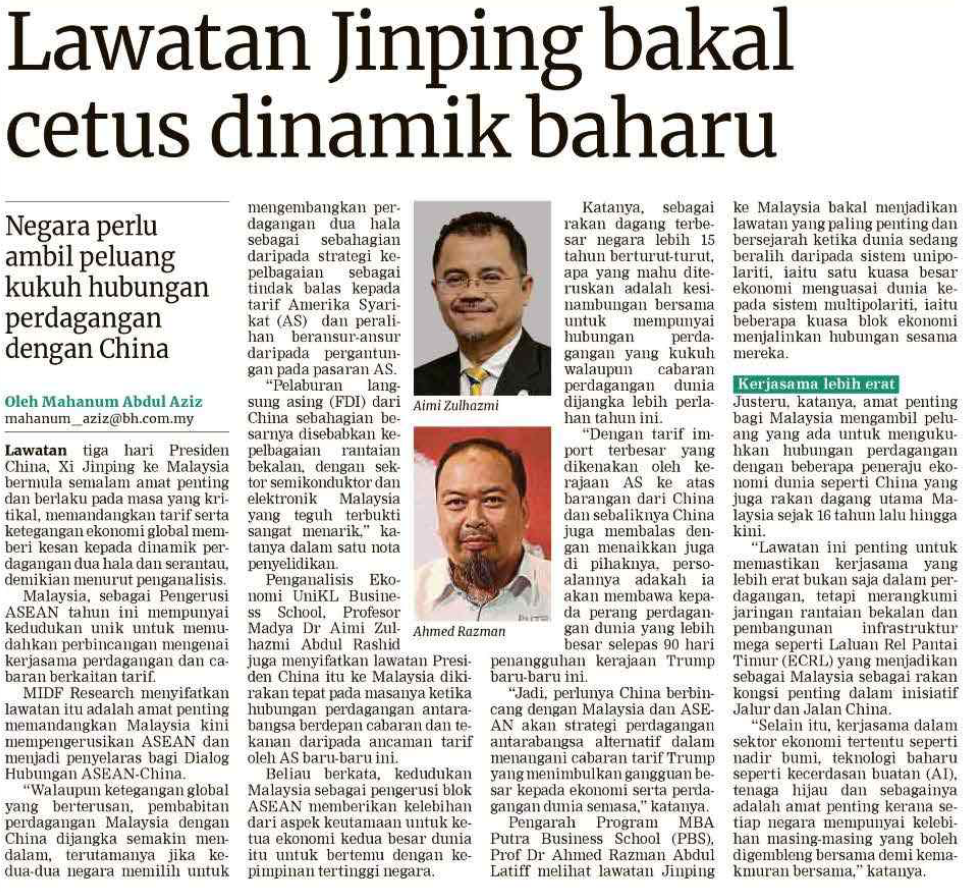 Lawatan Jinping bakal
cetus dinamik baharu
Negara perlu
ambil peluang
kukuh hubungan
perdagangan
dengan China
Oleh Mahanum Abdul Aziz
mahanum_aziz@bh.com.my
Lawatan tiga hari Presiden
China, Xi Jinping ke Malaysia
bermula semalam amat penting
dan berlaku pada masa yang kri-
tikal, memandangkan tarif serta
ketegangan ekonomi global mem-
beri kesan kepada dinamik per-
dagangan dua hala dan serantau,
demikian menurut penganalisis.
Malaysia, sebagai Pengerusi
ASEAN tahun ini mempunyai
kedudukan unik untuk memu-
dahkan perbincangan mengenai
kerjasama perdagangan dan ca-
baran berkaitan tarif.
MIDF Research menyifatkan
lawatan itu adalah amat penting
memandangkan Malaysia kini
mempengerusikan ASEAN dan
menjadi penyelaras bagi Dialog
Hubungan ASEAN-China.
“Walaupun ketegangan global
yang berterusan, pembabitan
perdagangan Malaysia dengan
China dijangka semakin men-
dalam, terutamanya jika ke-
dua-dua negara memilih untuk
mengembangkan per-
dagangan dua hala
sebagai sebahagian
daripada strategi ke-
pelbagaian sebagai
tindak balas kepada
tarif Amerika Syari-
kat (AS) dan perali-
han beransur-ansur
daripada pergantun-
gan pada pasaran AS.
“Pelaburan lang-
sung asing (FDI) dari
China sebahagian be-
sarnya disebabkan ke-
pelbagaian rantaian
bekalan, dengan sek-
tor semikonduktor dan
elektronik Malaysia
yang teguh terbukti
sangat menarik,” ka-
tanya dalam satu nota
penyelidikan.
Penganalisis Eko-
nomi UniKL Busine-
ss School, Profesor
Madya Dr Aimi Zul-
hazmi Abdul Rashid
juga menyifatkan lawatan Presi-
den China itu ke Malaysia diki-
rakan tepat pada masanya ketika
hubungan perdagangan antara-
bangsa berdepan cabaran dan te-
kanan daripada ancaman tarif
oleh AS baru-baru ini.
Beliau berkata, kedudukan
Malaysia sebagai pengerusi blok
ASEAN memberikan kelebihan
dari aspek keutamaan untuk ke-
tua ekonomi kedua besar dunia
itu untuk bertemu dengan ke-
pimpinan tertinggi negara.
Aimi Zulhazmi
Ahmed Razman
Katanya, sebagai
rakan dagang terbe-
sar negara lebih 15
tahun berturut-turut,
apa yang mahu dite-
ruskan adalah kesi-
nambungan bersama
untuk mempunyai
hubungan perda-
gangan yang kukuh
walaupun cabaran
perdagangan dunia
dijangka lebih perla-
han tahun ini.
“Dengan tarif im-
port terbesar yang
dikenakan oleh ke-
rajaan AS ke atas
barangan dari China
dan sebaliknya China
juga membalas den-
gan menaikkan juga
di pihaknya, perso-
alannya adakah ia
akan membawa kepa-
da perang perdagan-
gan dunia yang lebih
besar selepas 90 hari
penangguhan kerajaan Trump
baru-baru ini.
“Jadi, perlunya China berbin-
cang dengan Malaysia dan ASE-
AN akan strategi perdagangan
antarabangsa alternatif dalam
menangani cabaran tarif Trump
yang menimbulkan gangguan be-
sar kepada ekonomi serta perda-
gangan dunia semasa,” katanya.
Pengarah Program MBA
Putra Business School (PBS),
Prof Dr Ahmed Razman Abdul
Latiff melihat lawatan Jinping
ke Malaysia bakal menjadikan
lawatan yang paling penting dan
bersejarah ketika dunia sedang
beralih daripada sistem unipo-
lariti, iaitu satu kuasa besar
ekonomi menguasai dunia ke-
pada sistem multipolariti, iaitu
beberapa kuasa blok ekonomi
menjalinkan hubungan sesama
mereka.
Kerjasama lebih erat
Justeru, katanya, amat penting
bagi Malaysia mengambil pelu-
ang yang ada untuk menguku-
hkan hubungan perdagangan
dengan beberapa peneraju eko-
nomi dunia seperti China yang
juga rakan dagang utama Ma-
laysia sejak 16 tahun lalu hingga
kini.
“Lawatan ini penting untuk
memastikan kerjasama yang
lebih erat bukan saja dalam per-
dagangan, tetapi merangkumi
jaringan rantaian bekalan dan
pembangunan infrastruktur
mega seperti Laluan Rel Pantai
Timur (ECRL) yang menjadikan
sebagai Malaysia sebagai rakan
kongsi penting dalam inisiatif
Jalur dan Jalan China.
“Selain itu, kerjasama dalam
sektor ekonomi tertentu seperti
nadir bumi, teknologi baharu
seperti kecerdasan buatan (AI),
tenaga hijau dan sebagainya
adalah amat penting kerana se-
tiap negara mempunyai kelebi-
han masing-masing yang boleh
digembleng bersama demi kema-
kmuran bersama,” katanya.